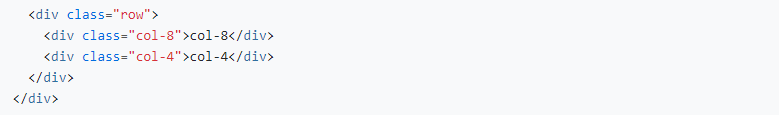 <div class="row">
<div class="col-8">col-8</div>
<div class="col-4">col-4</div>
</div>
</div>